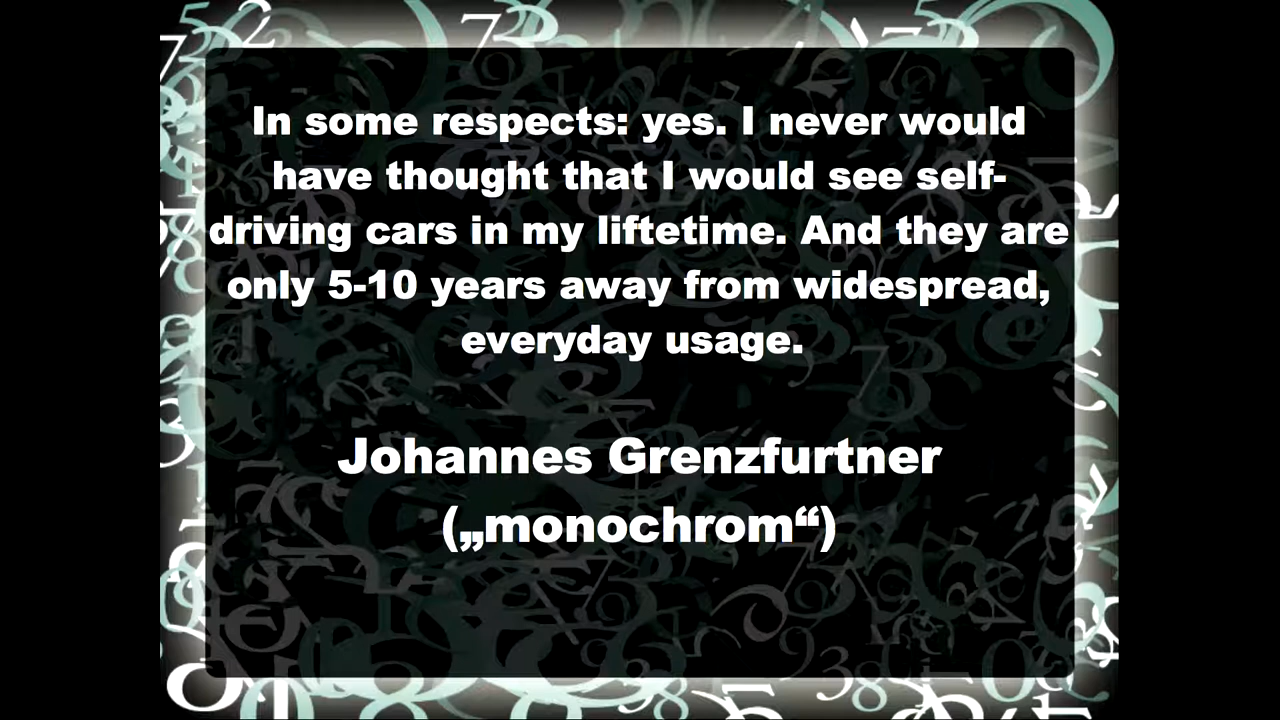 In some respects: yes. I never would
have thought that I would see self-
driving cars in my liftetime. And they are
only 5-10 years away from widespread,
everyday usage.
Johannes Grenzfurtner
(„monochrom“)